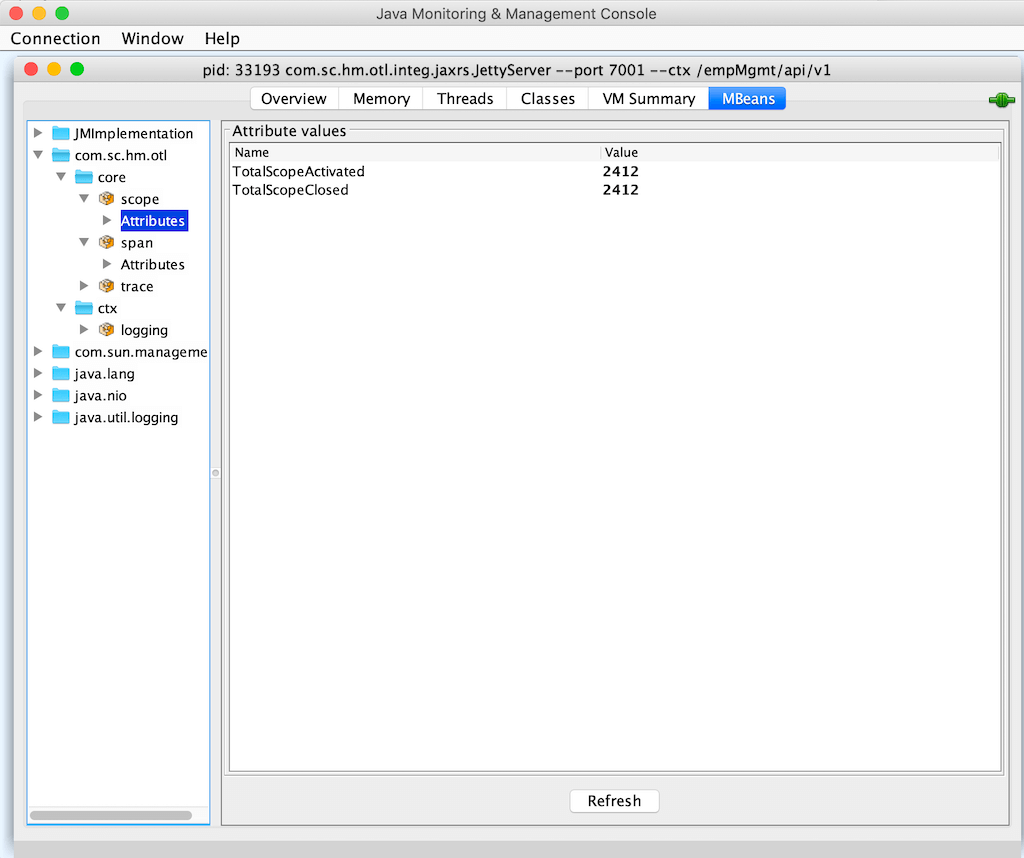 Java Monitoring & Management Console
Connection Window Help
pid: 33193 com.sc.hm.otl.integ.jaxrs.JettyServer --port 7001 --ctx /empMgmt/api/v1
Overview Memory Threads Classes VM Summary MBeans
JMImplementation
com.sc.hm.otl
core
scope
Attributes
span
Attributes
trace
ctx
logging
com.sun.manageme
java.lang
java.nio
java.util.logging
Attribute values
Name Value
TotalScopeActivated 2412
TotalScopeClosed 2412
Refresh